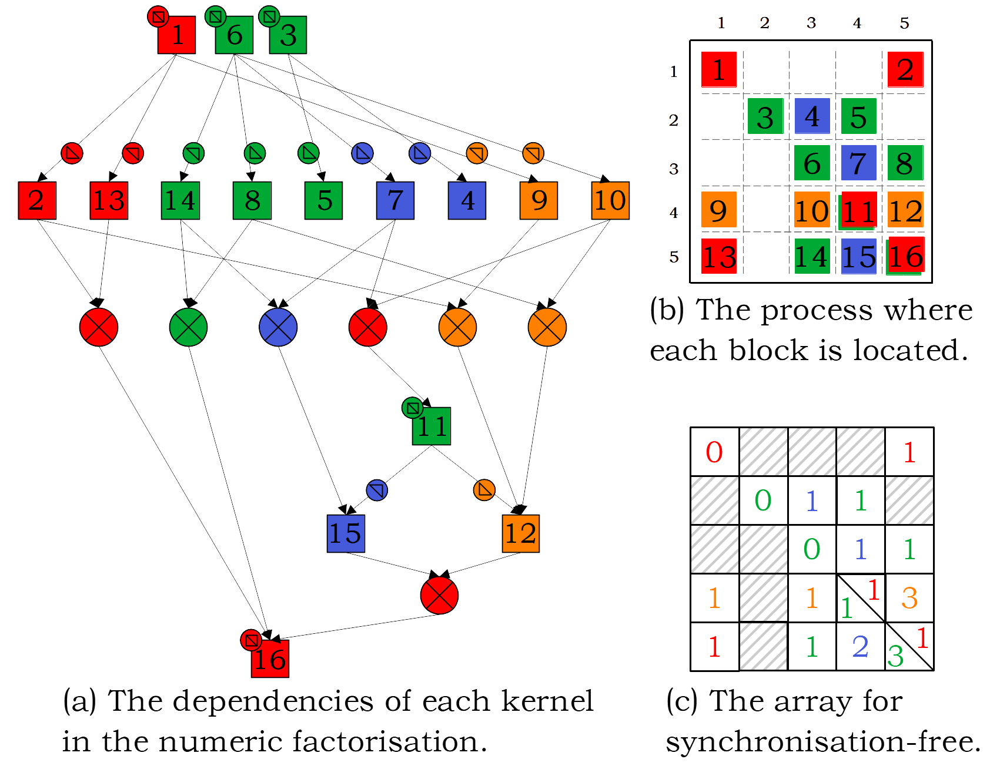 1 6 3
2 13 14 8 5 7 4 9 10
11
15 12
16
(a) The dependencies of each kernel
in the numeric factorisation.
1 2 3 4 5
1 1 2
2 3 4 5
3 6 7 8
4 9 10 11 12
5 13 14 15 16
(b) The process where
each block is located.
0 1
0 1 1
0 1 1
1 1 1 1 3
1 1 2 3 1
(c) The array for
synchronisation-free.